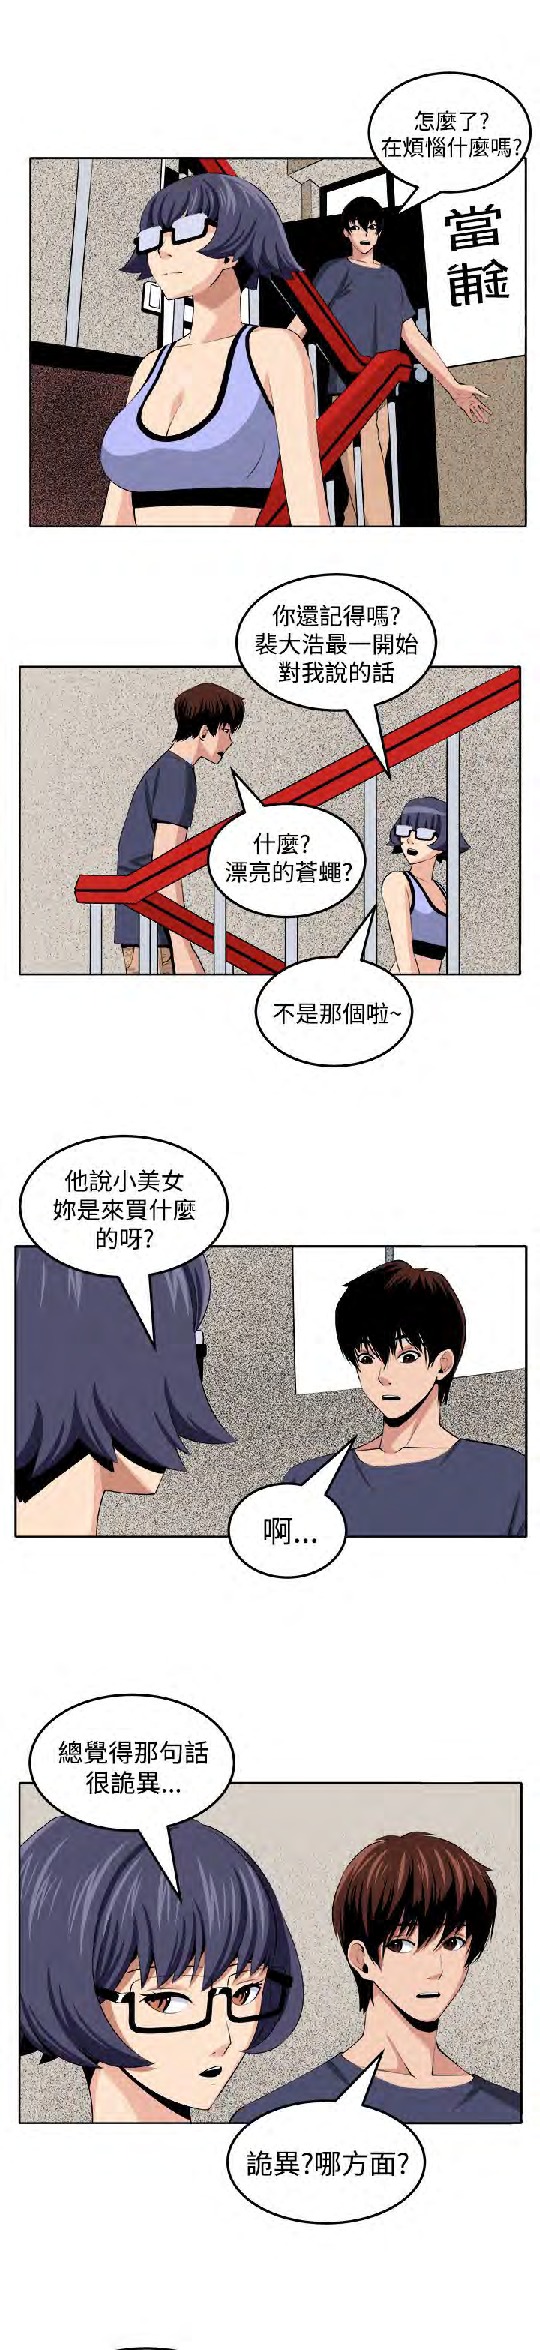 怎麼了?
在煩惱什麼嗎?
當
鋪
你還記得嗎?
裴大浩最一開始
對我說的話
什麼?
漂亮的蒼蠅?
不是那個啦~
他說小美女
妳是來買什麼
的呀?
啊...
總覺得那句話
很詭異...
詭異?哪方面?